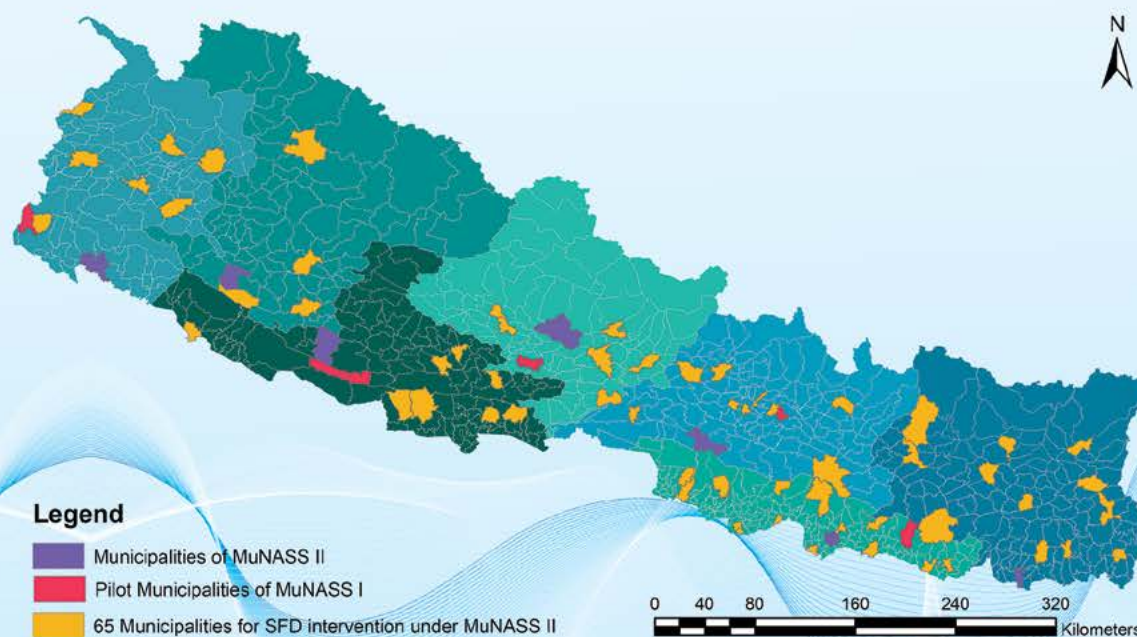 N
Legend
Municipalities of MuNASS II
Pilot Municipalities of MuNASS I
65 Municipalities for SFD intervention under MuNASS II
0 40 80 160 240 320
Kilometers